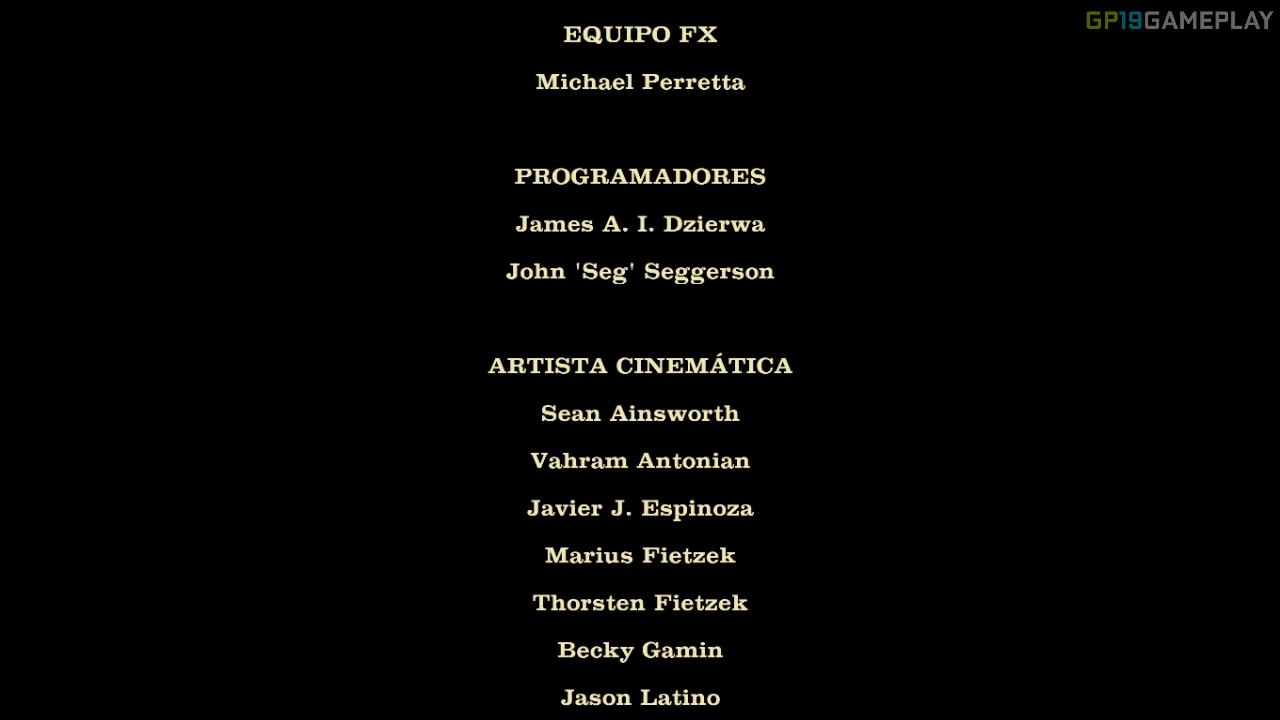 GP19GAMEPLAY
EQUIPO FX
Michael Perretta
PROGRAMADORES
James A. I. Dzierwa
John 'Seg' Seggerson
ARTISTA CINEMÁTICA
Sean Ainsworth
Vahram Antonian
Javier J. Espinoza
Marius Fietzek
Thorsten Fietzek
Becky Gamin
Jason Latino